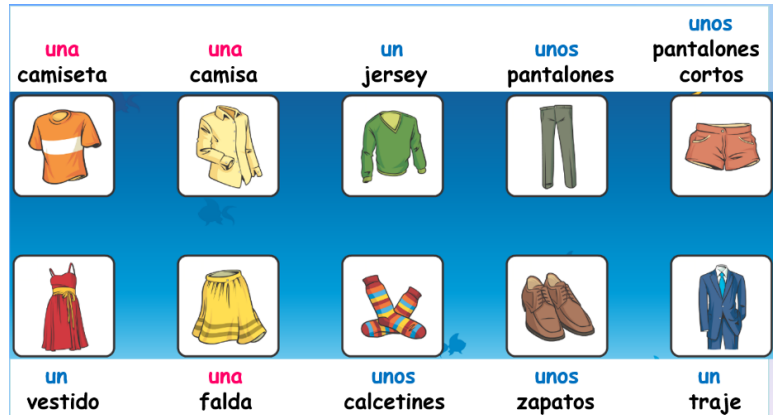 una
camiseta
una
camisa
un
jersey
unos
pantalones
unos
pantalones
cortos
un
vestido
una
falda
unos
calcetines
unos
zapatos
un
traje